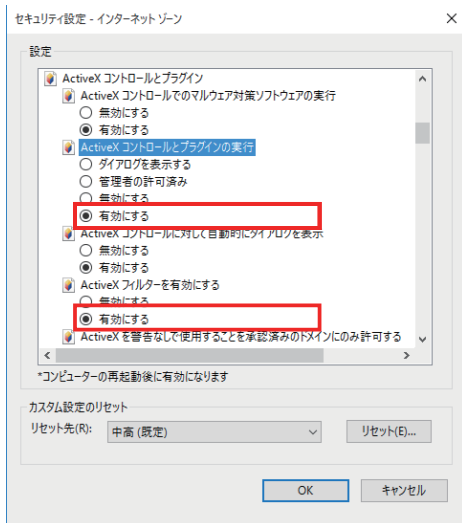 セキュリティ設定 - インターネット ゾーン
設定
ActiveX コントロールとプラグイン
ActiveX コントロールでのマルウェア対策ソフトウェアの実行
無効にする
有効にする
ActiveX コントロールとプラグインの実行
ダイアログを表示する
管理者の許可済み
無効にする
有効にする
ActiveX コントロールに対して自動的にダイアログを表示
無効にする
有効にする
ActiveX フィルターを有効にする
無効にする
有効にする
ActiveX を警告なしで使用することを承認済みのドメインにのみ許可する
*コンピューターの再起動後に有効になります
カスタム設定のリセット
リセット先(R): 中高 (既定) リセット(E)...
OK キャンセル